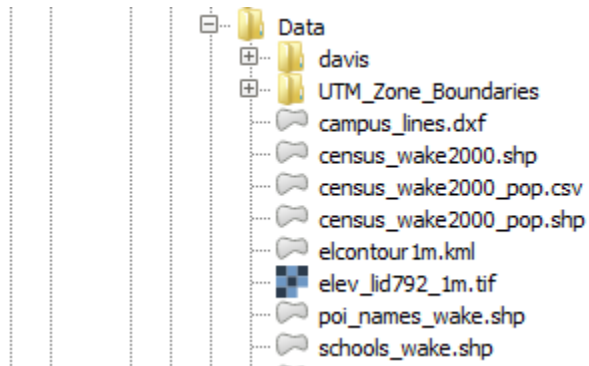 Data
davis
UTM_Zone_Boundaries
campus_lines.dxf
census_wake2000.shp
census_wake2000_pop.csv
census_wake2000_pop.shp
elcontour1m.kml
elev_lid792_1m.tif
poi_names_wake.shp
schools_wake.shp